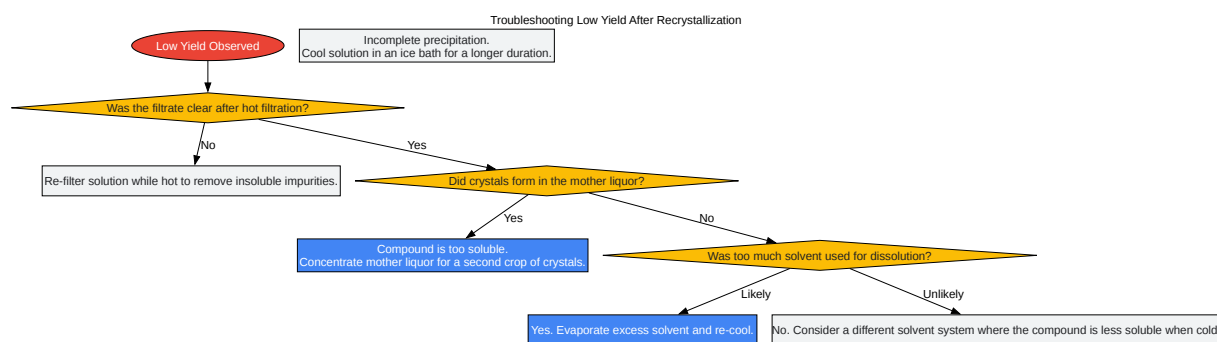 Troubleshooting Low Yield After Recrystallization
Low Yield Observed
Incomplete precipitation.
Cool solution in an ice bath for a longer duration.
Was the filtrate clear after hot filtration?
No
Yes
Re-filter solution while hot to remove insoluble impurities.
Did crystals form in the mother liquor?
Yes
No
Compound is too soluble.
Concentrate mother liquor for a second crop of crystals.
Was too much solvent used for dissolution?
Likely
Unlikely
Yes. Evaporate excess solvent and re-cool.
No. Consider a different solvent system where the compound is less soluble when cold